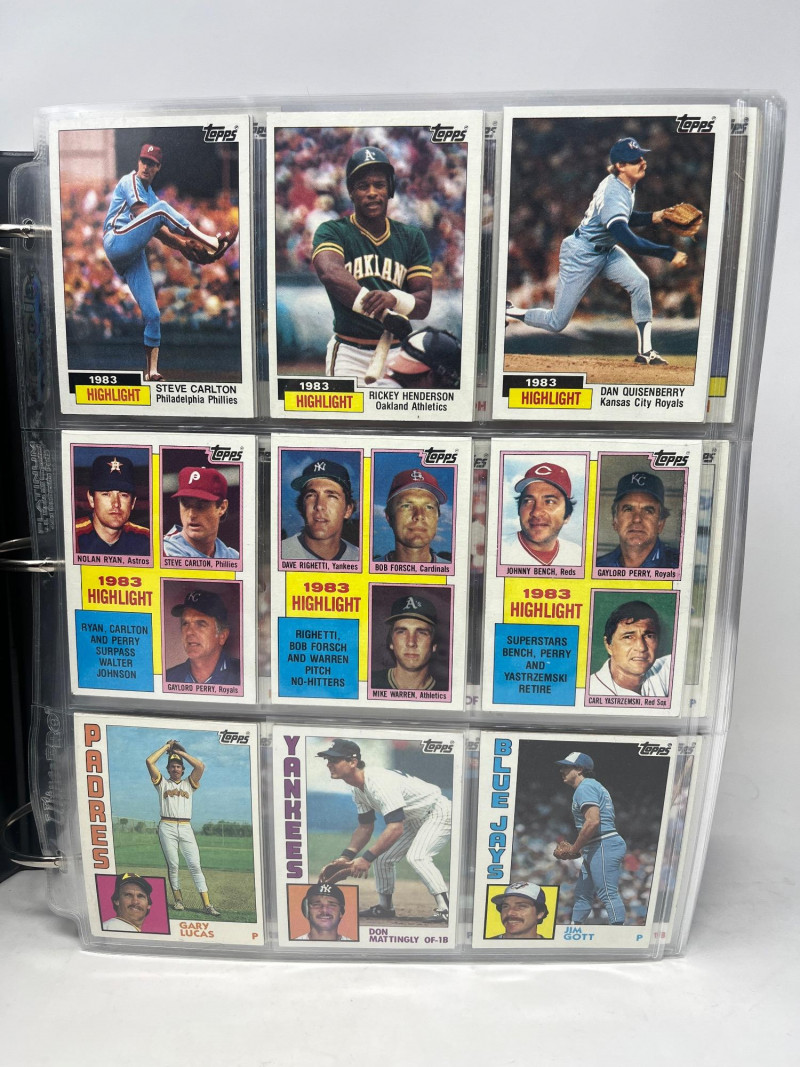 Topps
1983
HIGHLIGHT
STEVE CARLTON
Philadelphia Phillies
Topps
A's
OAKLAN
1983
HIGHLIGHT
RICKEY HENDERSON
Oakland Athletics
Topps
KC
1983
HIGHLIGHT
DAN QUISENBERRY
Kansas City Royals
PLATINUM
Topps
NOLAN RYAN, Astros
STEVE CARLTON, Phillies
1983
HIGHLIGHT
RYAN, CARLTON
AND PERRY
SURPASS
WALTER
JOHNSON
GAYLORD PERRY, Royals
Topps
DAVE RIGHETTI, Yankees
BOB FORSCH, Cardinals
1983
HIGHLIGHT
RIGHETTI,
BOB FORSCH
AND WARREN
PITCH
NO-HITTERS
A's
MIKE WARREN, Athletics
Topps
KC
JOHNNY BENCH, Reds
GAYLORD PERRY, Royals
1983
HIGHLIGHT
SUPERSTARS
BENCH, PERRY
AND
YASTRZEMSKI
RETIRE
CARL YASTRZEMSKI, Red Sox
PADRES
Topps
GARY
LUCAS
P
YANKEES
Topps
NY
DON
MATTINGLY OF-1B
BLUE JAYS
Topps
JIM
GOTT
P